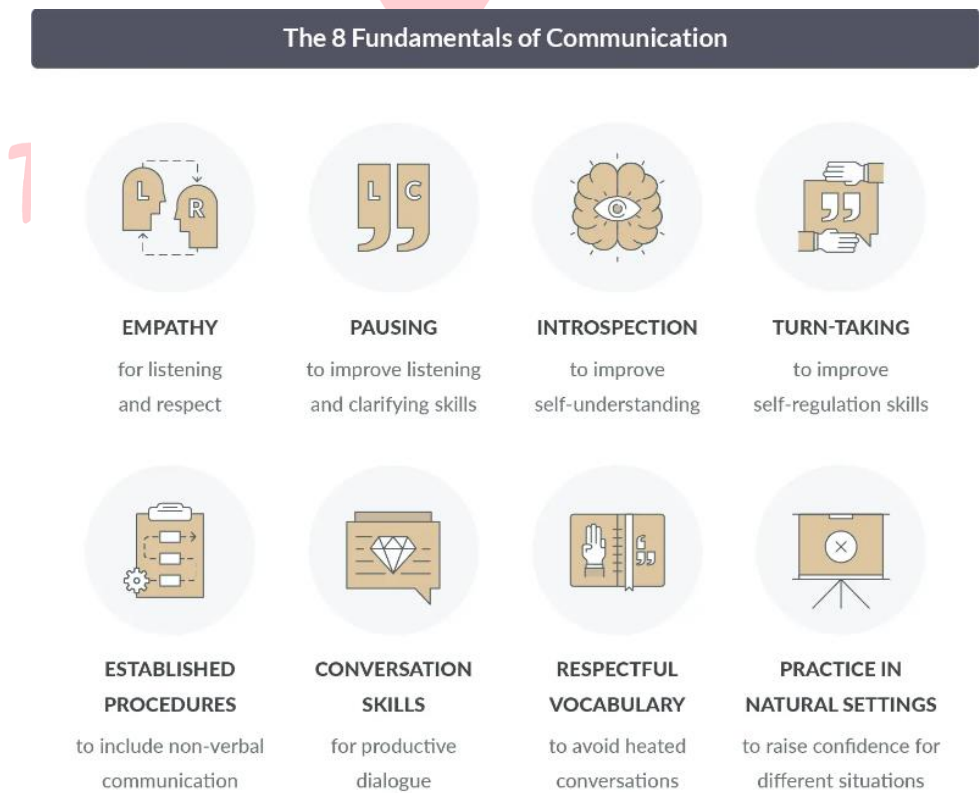 The 8 Fundamentals of Communication
1
L
R
L C
EMPATHY
for listening
and respect
PAUSING
to improve listening
and clarifying skills
INTROSPECTION
to improve
self-understanding
TURN-TAKING
to improve
self-regulation skills
ESTABLISHED
PROCEDURES
to include non-verbal
communication
CONVERSATION
SKILLS
for productive
dialogue
RESPECTFUL
VOCABULARY
to avoid heated
conversations
PRACTICE IN
NATURAL SETTINGS
to raise confidence for
different situations